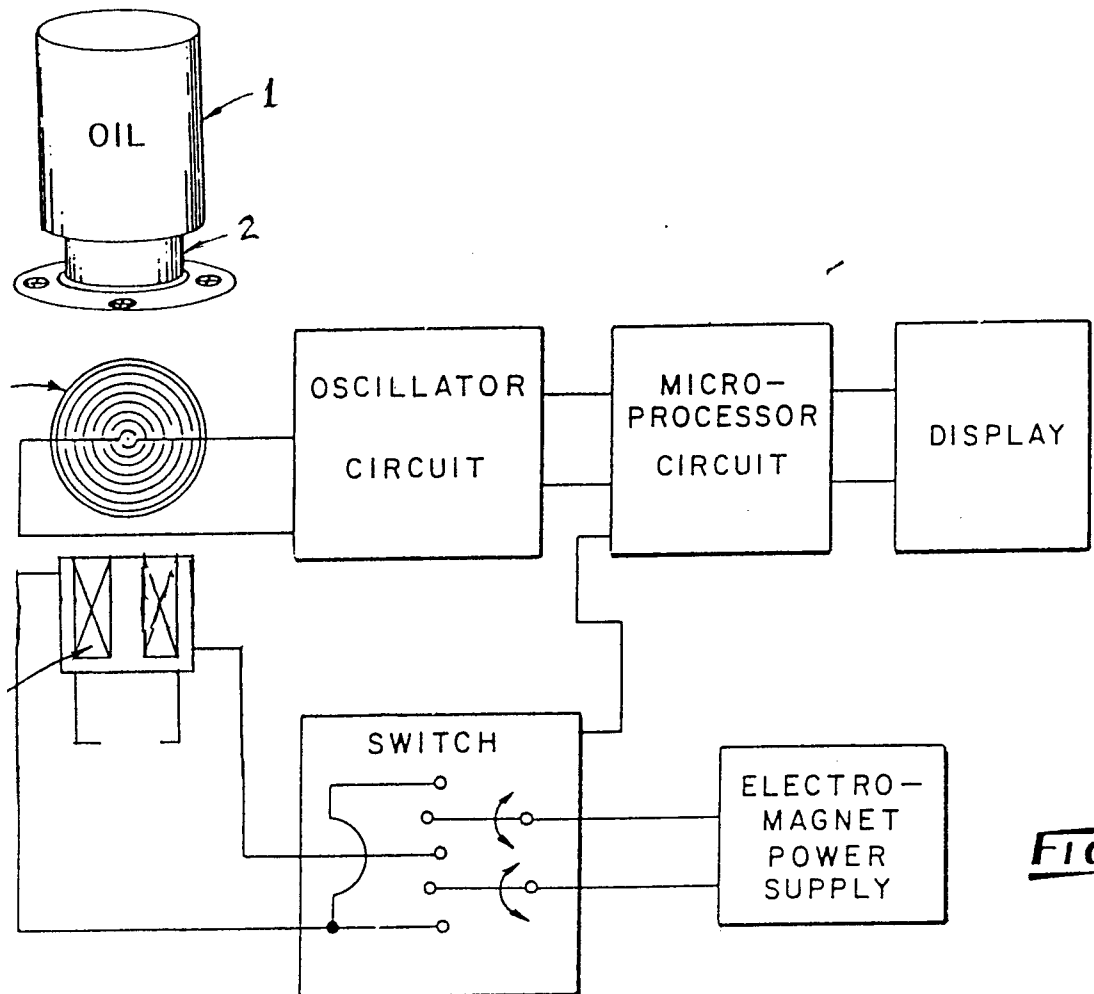 1
OIL
2
OSCILLATOR
CIRCUIT
MICRO-
PROCESSOR
CIRCUIT
DISPLAY
SWITCH
ELECTRO-
MAGNET
POWER
SUPPLY